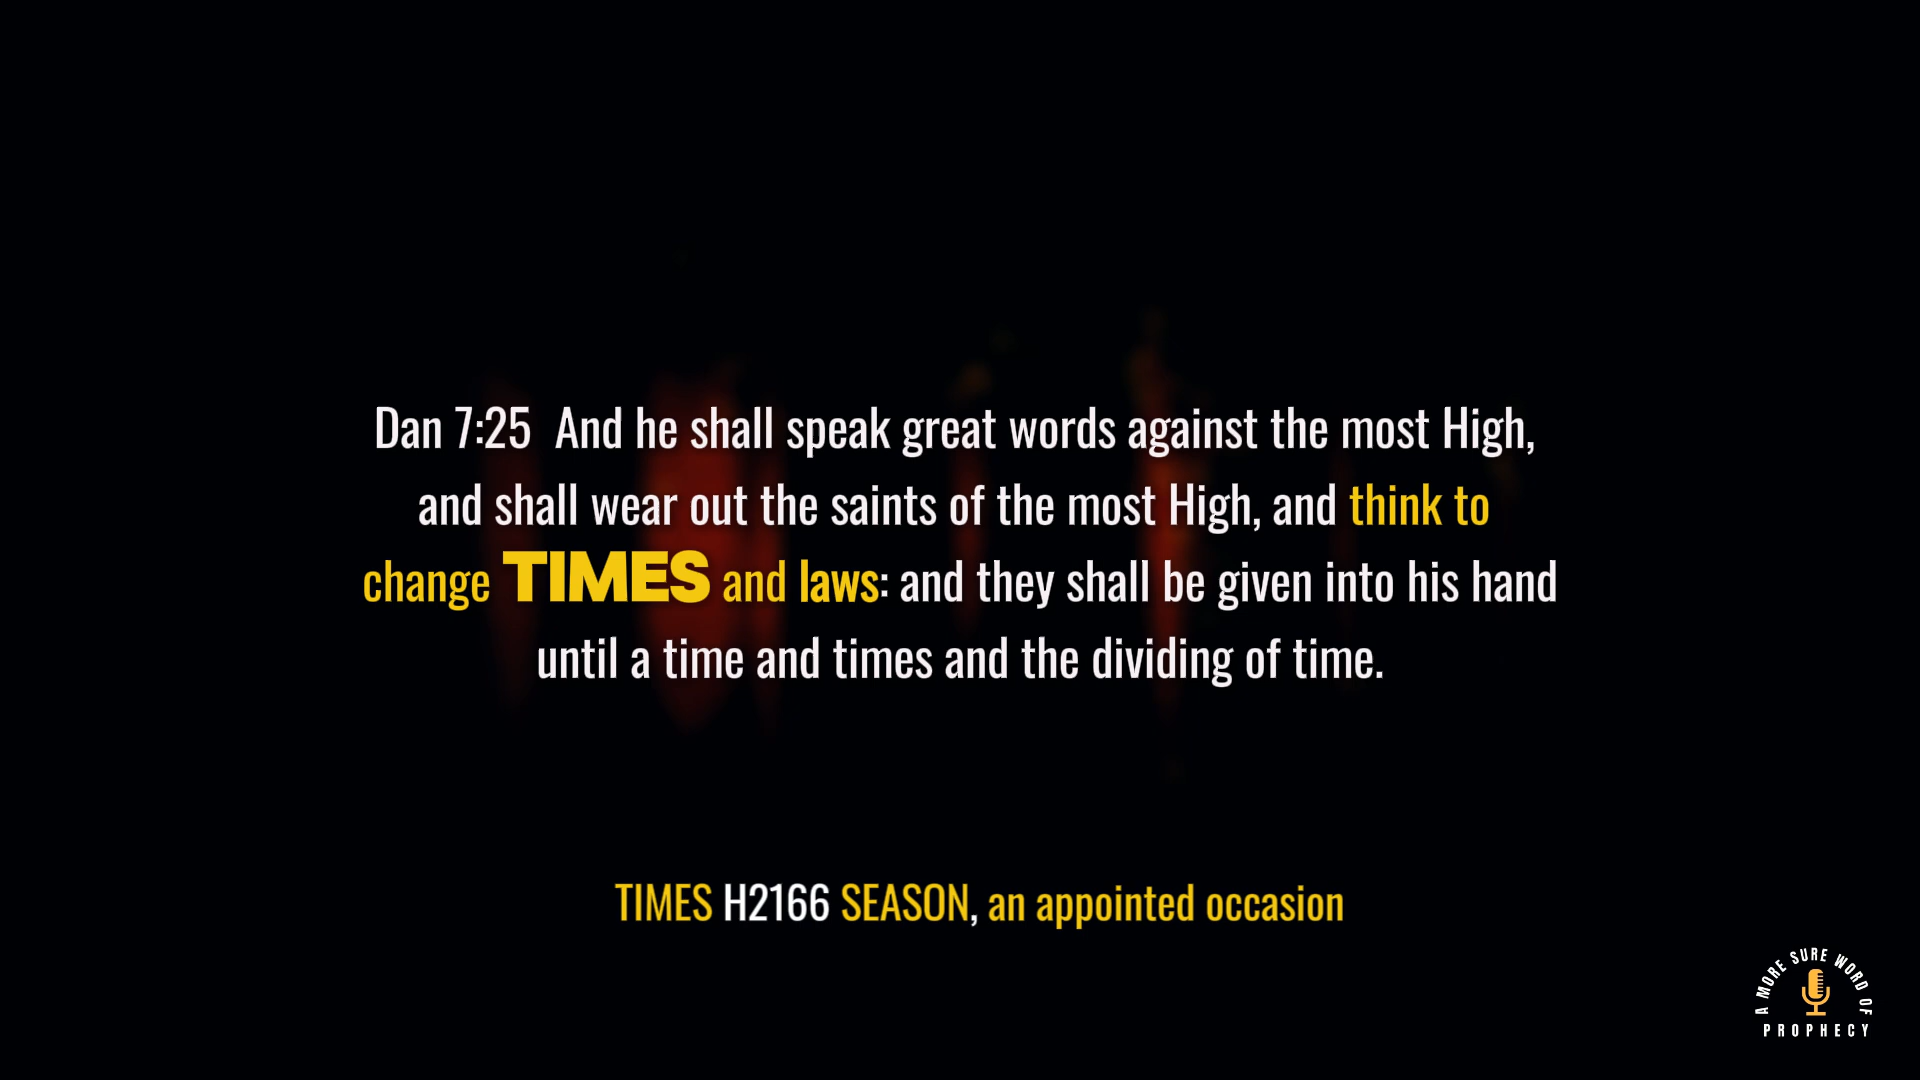 Dan 7:25  And he shall speak great words against the most High,
and shall wear out the saints of the most High, and think to
change TIMES and laws: and they shall be given into his hand
until a time and times and the dividing of time.
TIMES H2166 SEASON, an appointed occasion
A MORE SURE WORD OF
PROPHECY